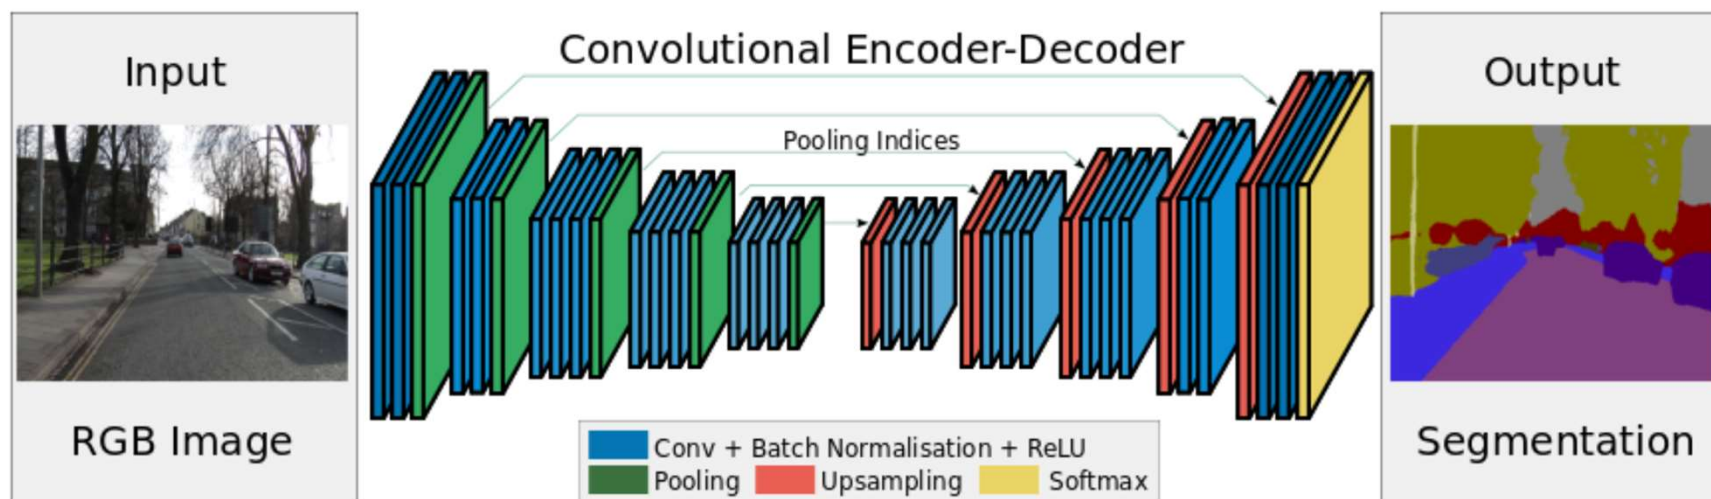 Input
RGB Image
Convolutional Encoder-Decoder
Pooling Indices
Conv + Batch Normalisation + ReLU
Pooling Upsampling Softmax
Output
Segmentation